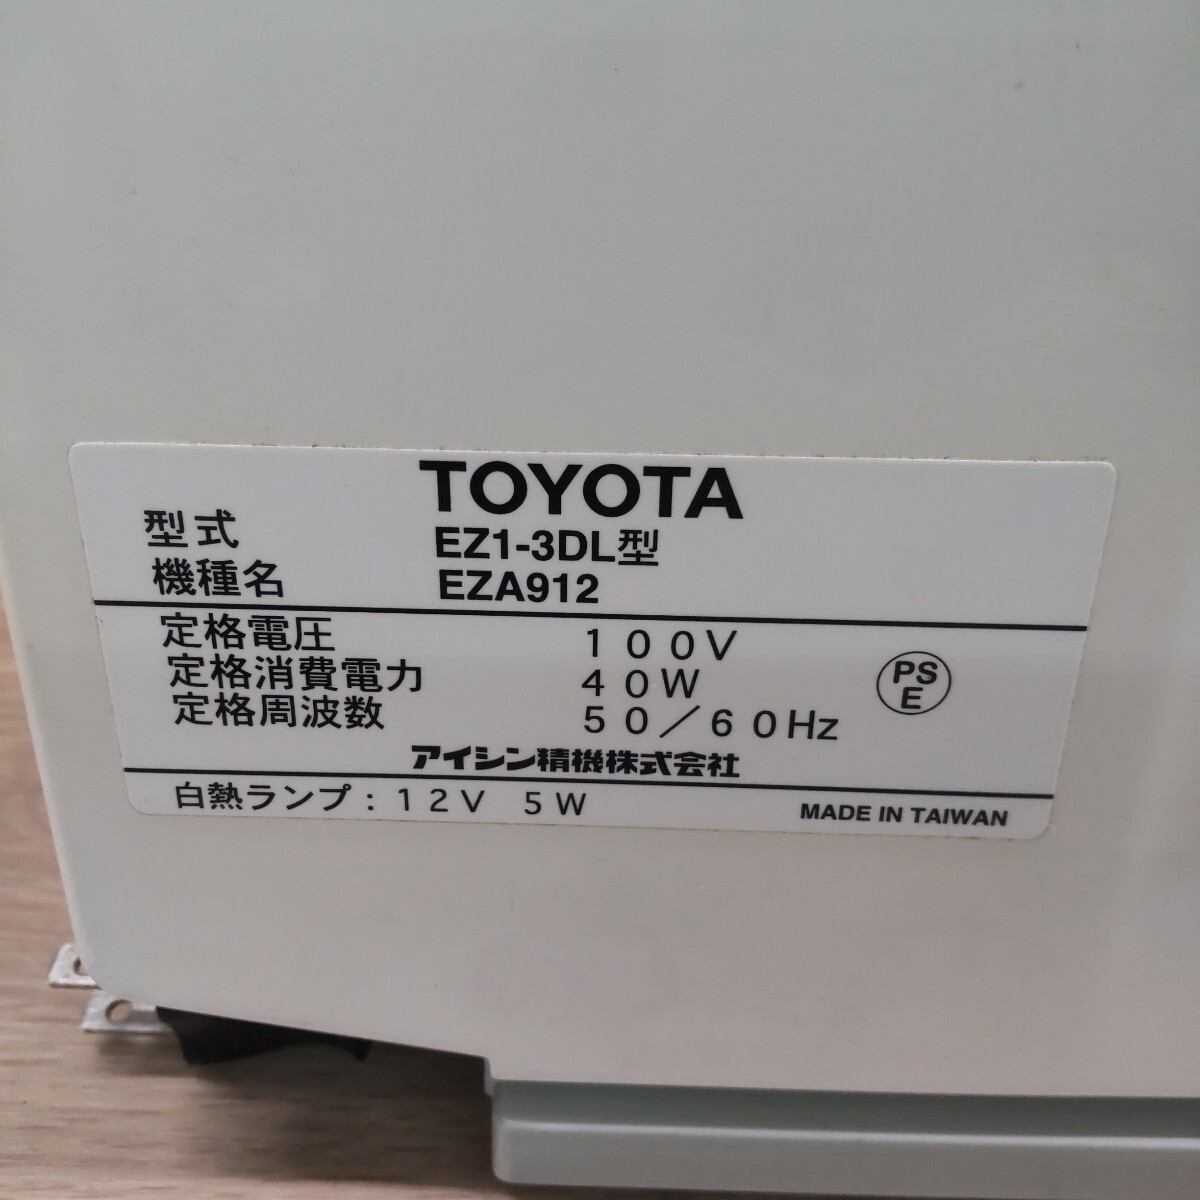 TOYOTA
型式 EZ1-3DL型
機種名 EZA912
定格電圧 100V
定格消費電力 40W
定格周波数 50/60Hz
PS
E
アイシン精機株式会社
白熱ランプ:12V 5W MADE IN TAIWAN